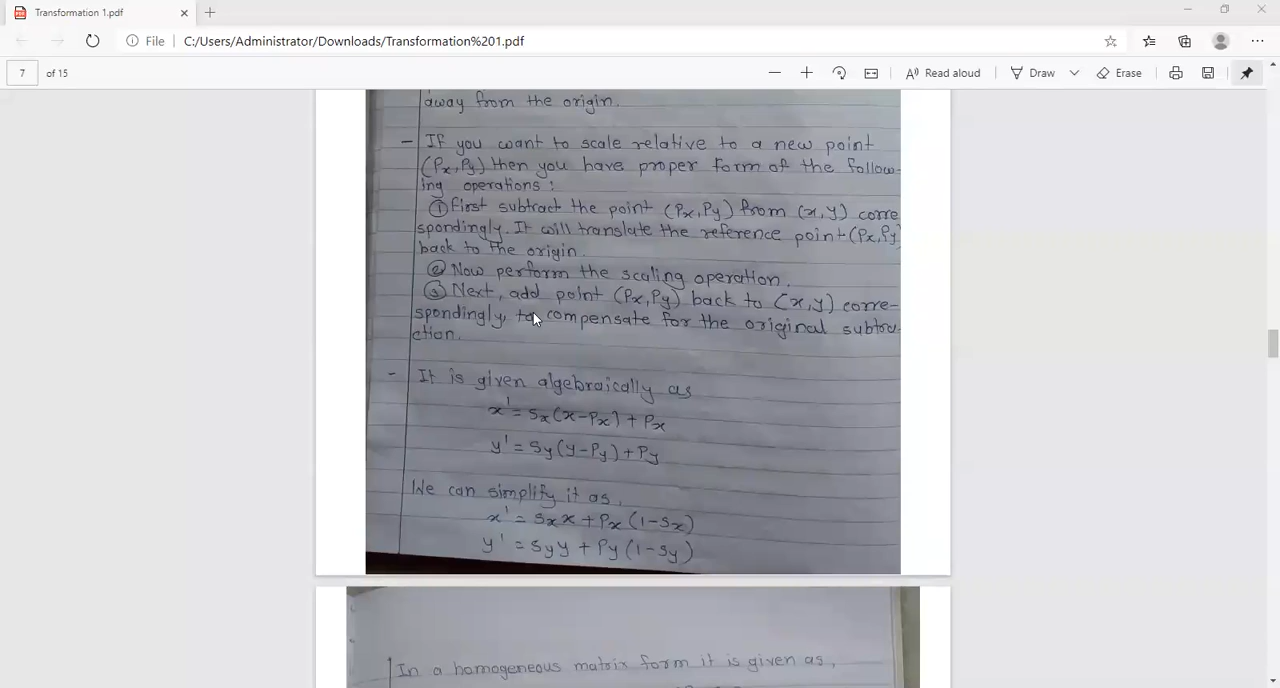 Transformation 1.pdf
File
C:/Users/Administrator/Downloads/Transformation%201.pdf
7 of 15
Read aloud
Draw
Erase
away from the origin.
- If you want to scale relative to a new point
(Px, Py) then you have proper form of the follow-
ing operations :
① First subtract the point (Px, Py) from (x, y) corre
spondingly. It will translate the reference point (Px, Py)
back to the origin.
② Now perform the scaling operation.
③ Next, add point (Px, Py) back to (x, y) corre-
spondingly, to compensate for the original subtra-
ction.
- It is given algebraically as
x' = Sx (x - Px) + Px
y' = Sy (y - Py) + Py
We can simplify it as,
x' = Sx x + Px (1 - Sx)
y' = Sy y + Py (1 - Sy)
In a homogeneous matrix form it is given as,